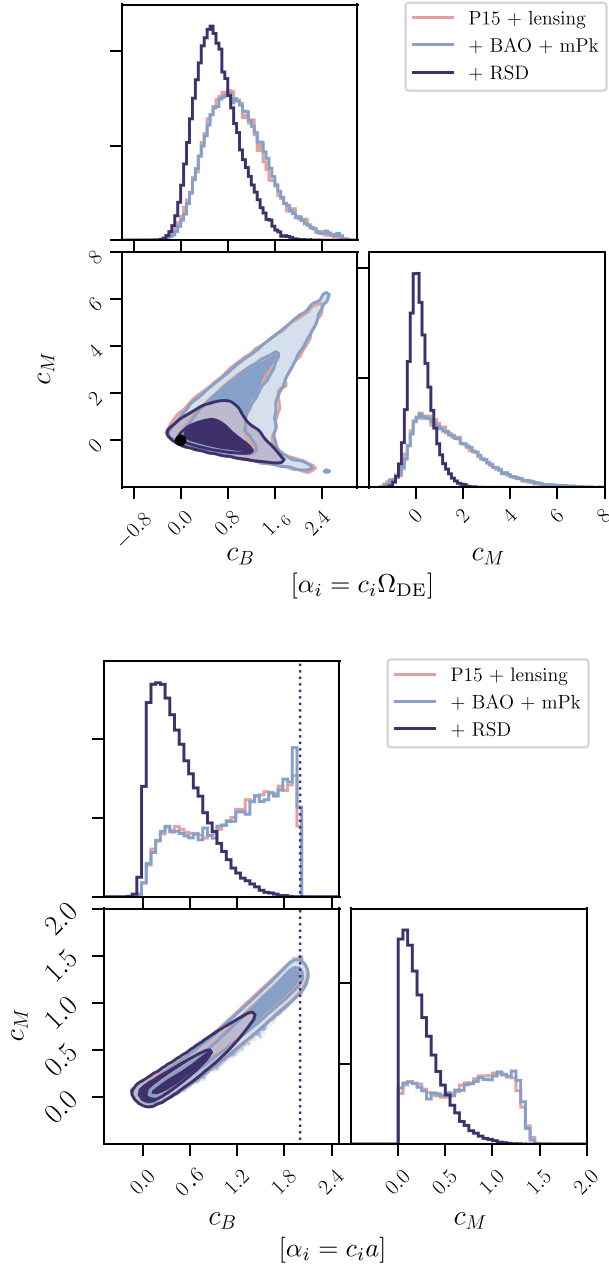 P15 + lensing
+ BAO + mPk
+ RSD
8
6
4
2
0
c_M
−0.8
0.0
0.8
1.6
2.4
c_B
0
2
4
6
8
c_M
[α_i = c_iΩ_DE]
P15 + lensing
+ BAO + mPk
+ RSD
2.0
1.5
1.0
0.5
0.0
c_M
0.0
0.6
1.2
1.8
2.4
c_B
0.0
0.5
1.0
1.5
2.0
c_M
[α_i = c_i a]